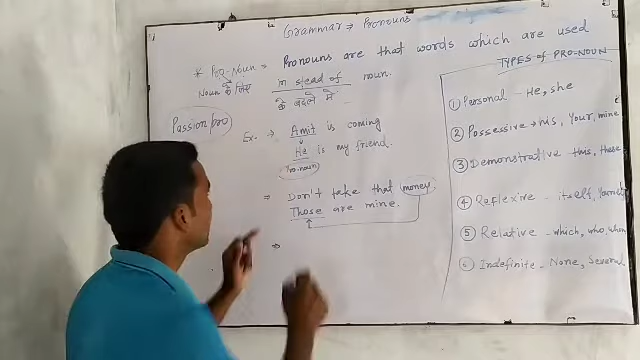 Grammar ⇒ Pronouns
* Pro-Noun ⇒ Pronouns are that words which are used
Noun के लिए in stead of noun.
के बदले में
Passion pro
Ex. ⇒ Amit is coming
He is my friend.
Pro-noun
⇒ Don't take that money
Those are mine.
⇒
TYPES of PRO-NOUN
① Personal - He, she
② Possessive → his, your, mine
③ Demonstrative this, these
④ Reflexive - itself,
⑤ Relative - which, who, whom
⑥ Indefinite - None, Several